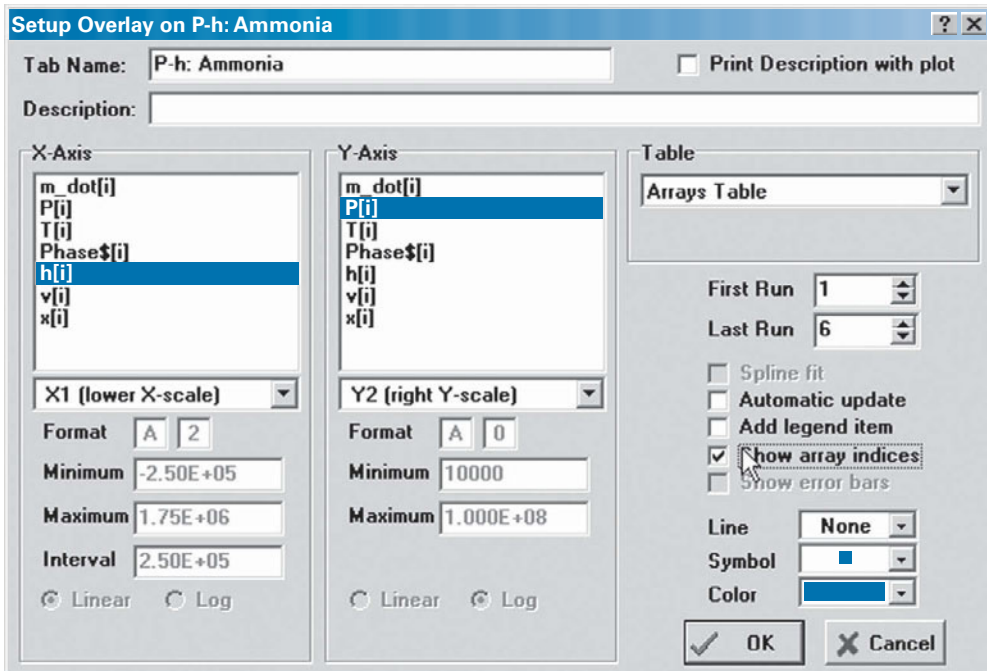 Setup Overlay on P-h: Ammonia
?
Tab Name: P-h: Ammonia
Print Description with plot
Description:
X-Axis
m_dot[i]
P[i]
T[i]
Phase$[i]
h[i]
v[i]
x[i]
X1 (lower X-scale)
Format A 2
Minimum -2.50E+05
Maximum 1.75E+06
Interval 2.50E+05
Linear Log
Y-Axis
m_dot[i]
P[i]
T[i]
Phase$[i]
h[i]
v[i]
x[i]
Y2 (right Y-scale)
Format A 0
Minimum 10000
Maximum 1.000E+08
Linear Log
Table
Arrays Table
First Run 1
Last Run 6
Spline fit
Automatic update
Add legend item
Show array indices
Show error bars
Line None
Symbol
Color
OK
Cancel